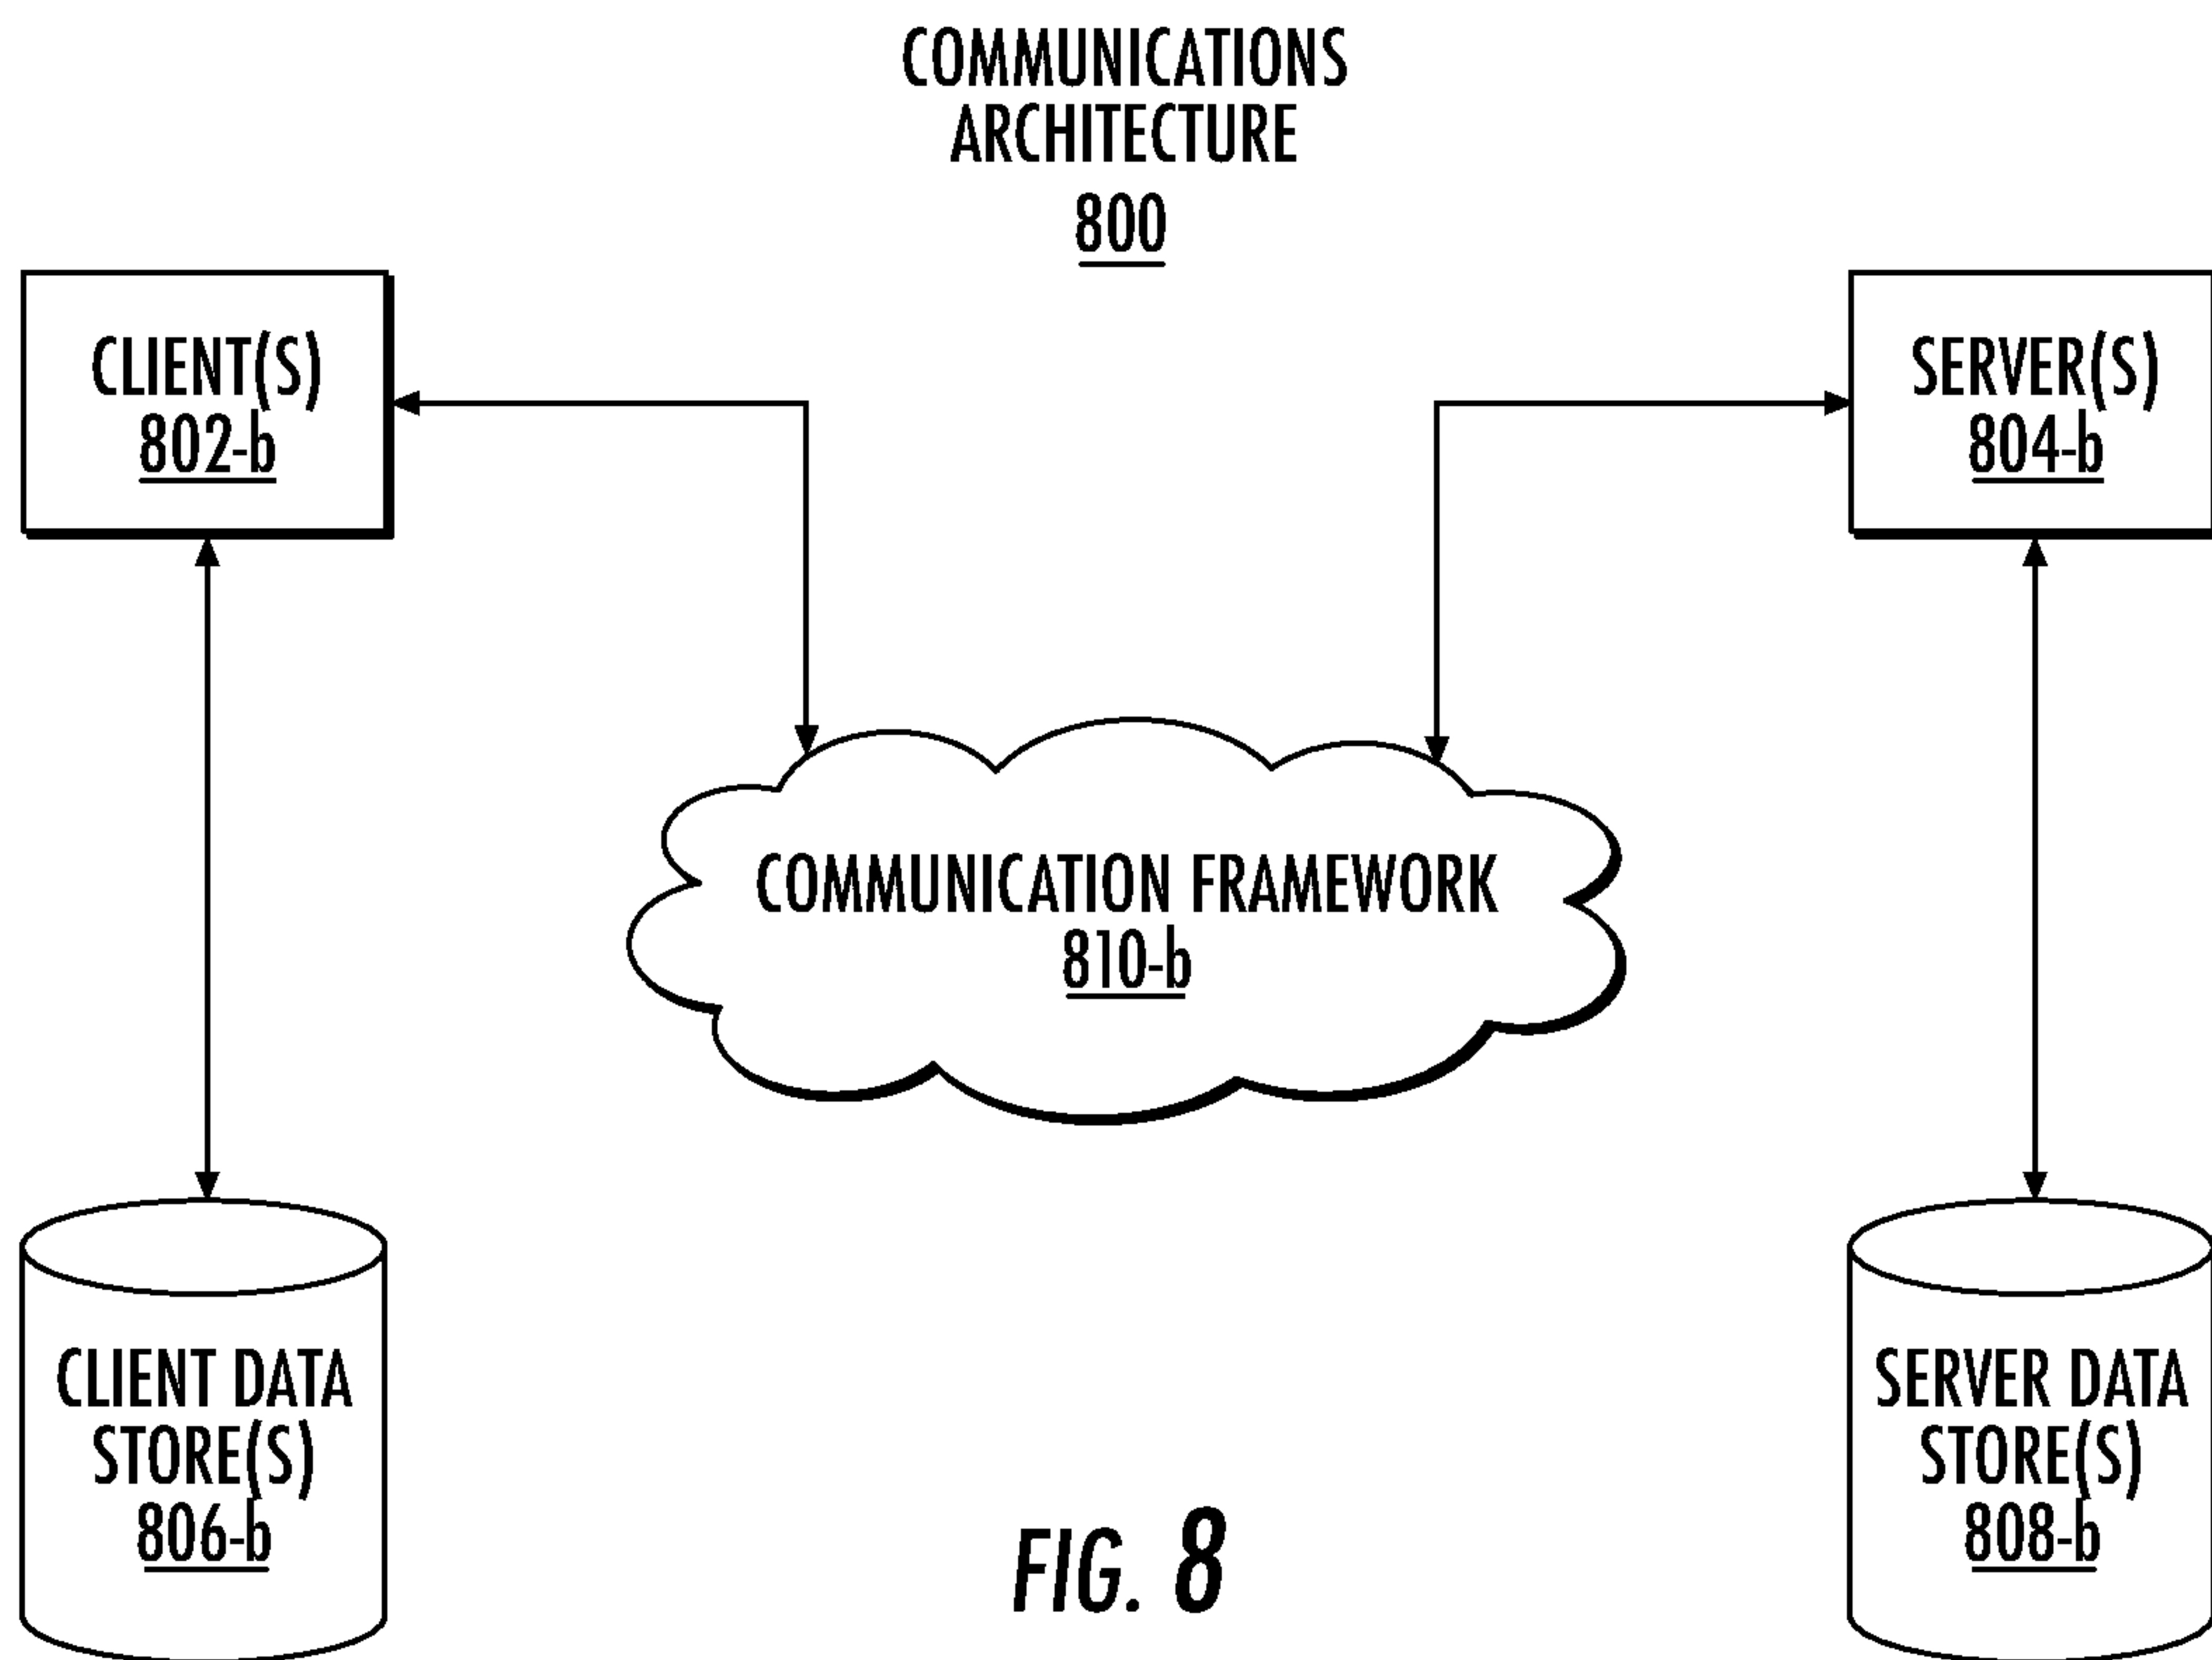 COMMUNICATIONS
ARCHITECTURE
800
CLIENT(S)
802-b
SERVER(S)
804-b
COMMUNICATION FRAMEWORK
810-b
CLIENT DATA
STORE(S)
806-b
SERVER DATA
STORE(S)
808-b
FIG. 8